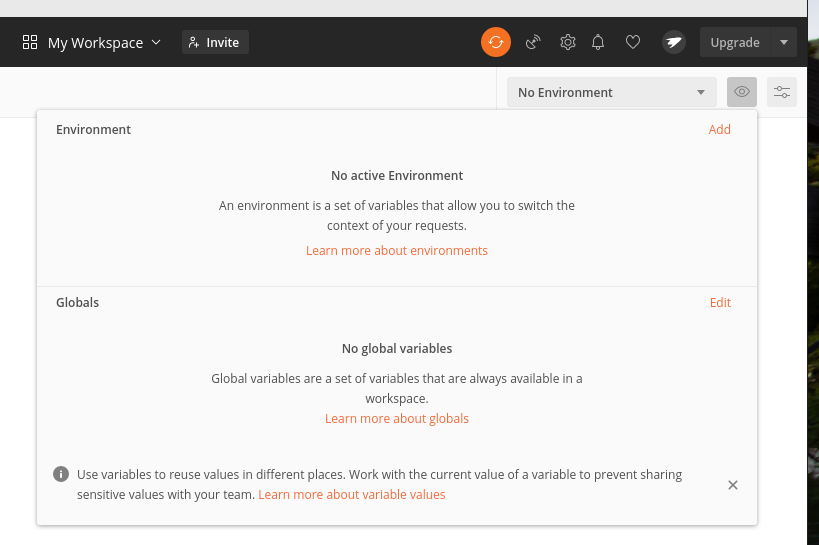 My Workspace
Invite
Upgrade
No Environment
Environment
Add
No active Environment
An environment is a set of variables that allow you to switch the
context of your requests.
Learn more about environments
Globals
Edit
No global variables
Global variables are a set of variables that are always available in a
workspace.
Learn more about globals
Use variables to reuse values in different places. Work with the current value of a variable to prevent sharing
sensitive values with your team. Learn more about variable values